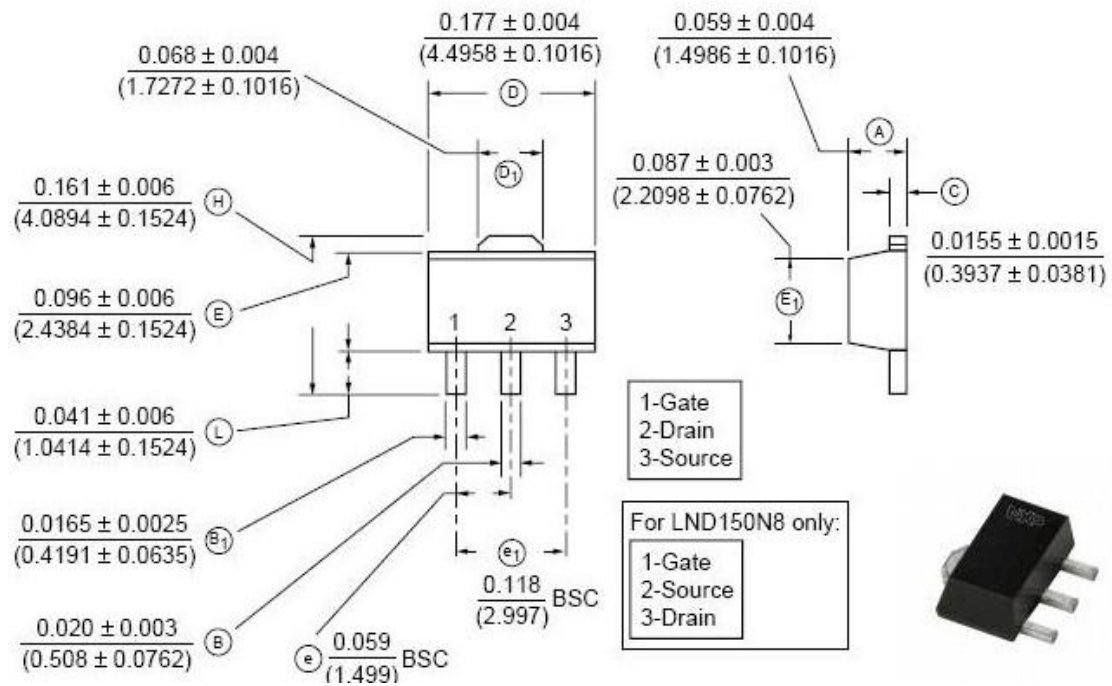 0.177 ± 0.004
(4.4958 ± 0.1016)
0.059 ± 0.004
(1.4986 ± 0.1016)
0.068 ± 0.004
(1.7272 ± 0.1016)
D
A
D1
0.087 ± 0.003
(2.2098 ± 0.0762)
C
0.161 ± 0.006
(4.0894 ± 0.1524)
H
0.0155 ± 0.0015
(0.3937 ± 0.0381)
0.096 ± 0.006
(2.4384 ± 0.1524)
E
E1
1 2 3
0.041 ± 0.006
(1.0414 ± 0.1524)
L
1-Gate
2-Drain
3-Source
0.0165 ± 0.0025
(0.4191 ± 0.0635)
B1
e1
0.118
(2.997)
BSC
For LND150N8 only:
1-Gate
2-Source
3-Drain
NXP
0.020 ± 0.003
(0.508 ± 0.0762)
B
e
0.059
(1.499)
BSC